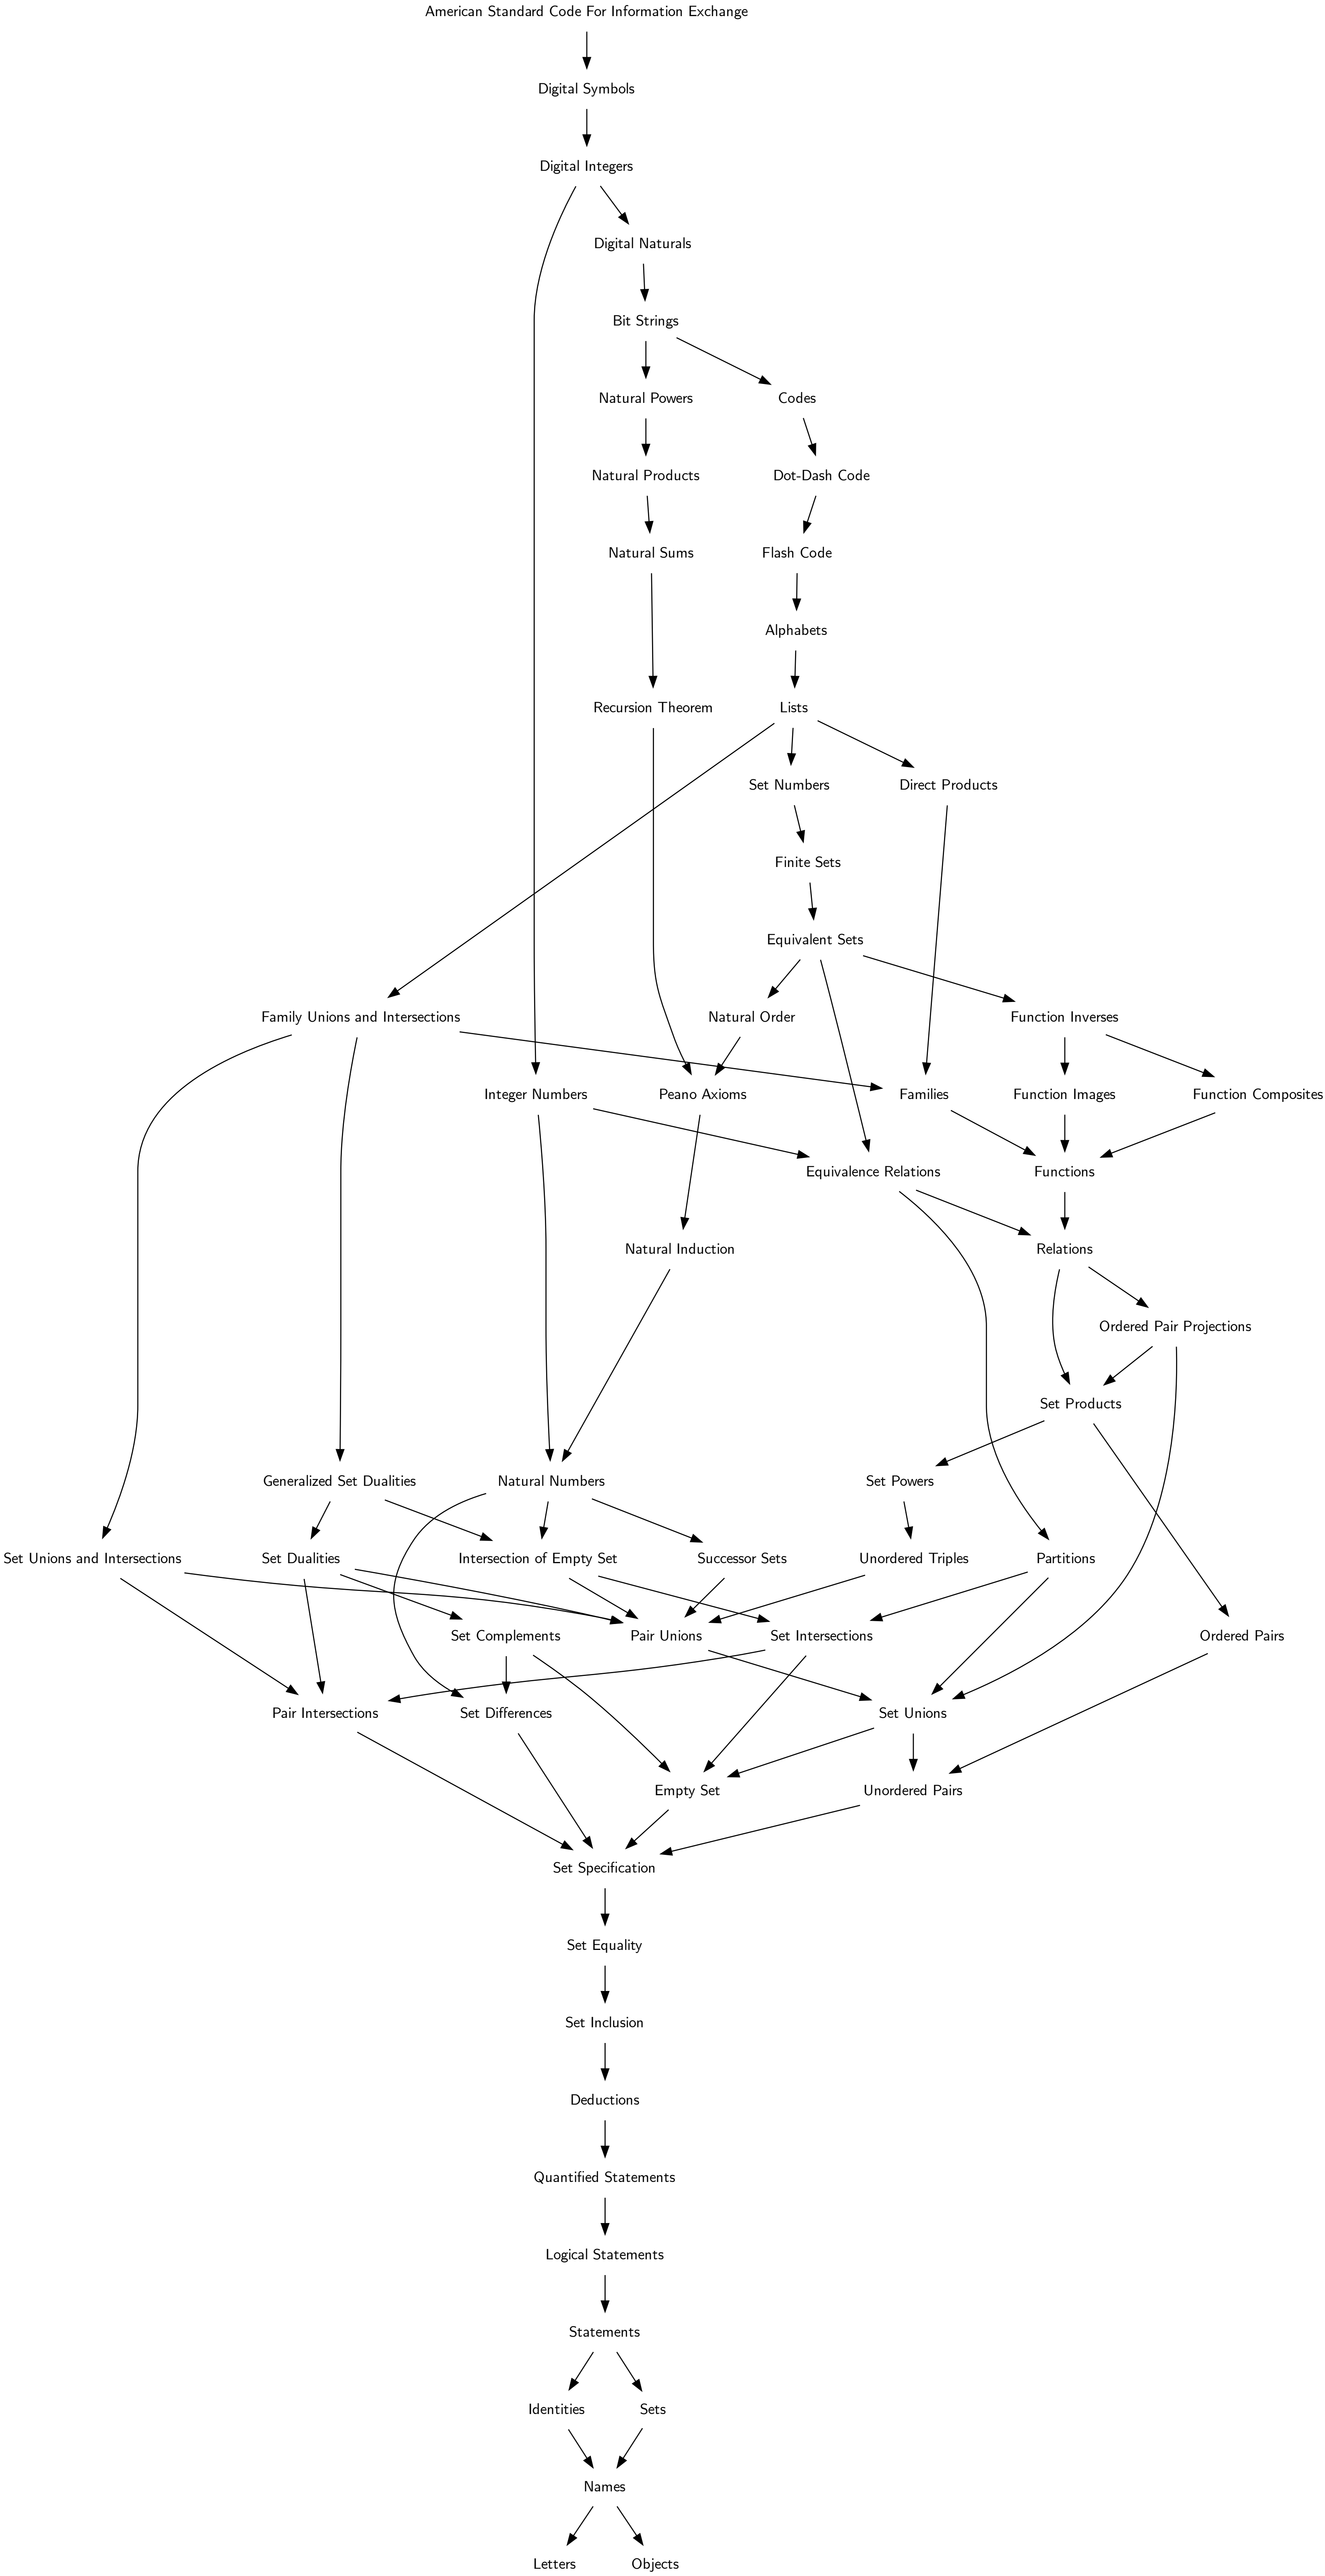 American Standard Code For Information Exchange
Digital Symbols
Digital Integers
Digital Naturals
Bit Strings
Natural Powers
Codes
Natural Products
Dot-Dash Code
Natural Sums
Flash Code
Alphabets
Recursion Theorem
Lists
Set Numbers
Direct Products
Finite Sets
Equivalent Sets
Family Unions and Intersections
Natural Order
Function Inverses
Integer Numbers
Peano Axioms
Families
Function Images
Function Composites
Equivalence Relations
Functions
Natural Induction
Relations
Ordered Pair Projections
Set Products
Generalized Set Dualities
Natural Numbers
Set Powers
Set Unions and Intersections
Set Dualities
Intersection of Empty Set
Successor Sets
Unordered Triples
Partitions
Set Complements
Pair Unions
Set Intersections
Ordered Pairs
Pair Intersections
Set Differences
Set Unions
Empty Set
Unordered Pairs
Set Specification
Set Equality
Set Inclusion
Deductions
Quantified Statements
Logical Statements
Statements
Identities
Sets
Names
Letters
Objects